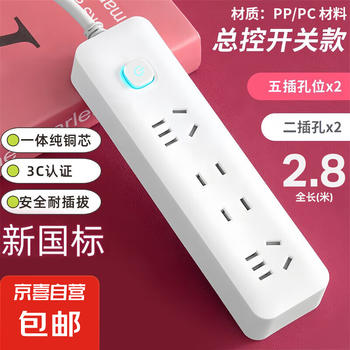 材质：PP/PC 材料
总控开关款
五插孔位x2
二插孔x2
2.8
全长(米)
一体纯铜芯
3C认证
安全耐插拔
新国标
京喜自营
包邮